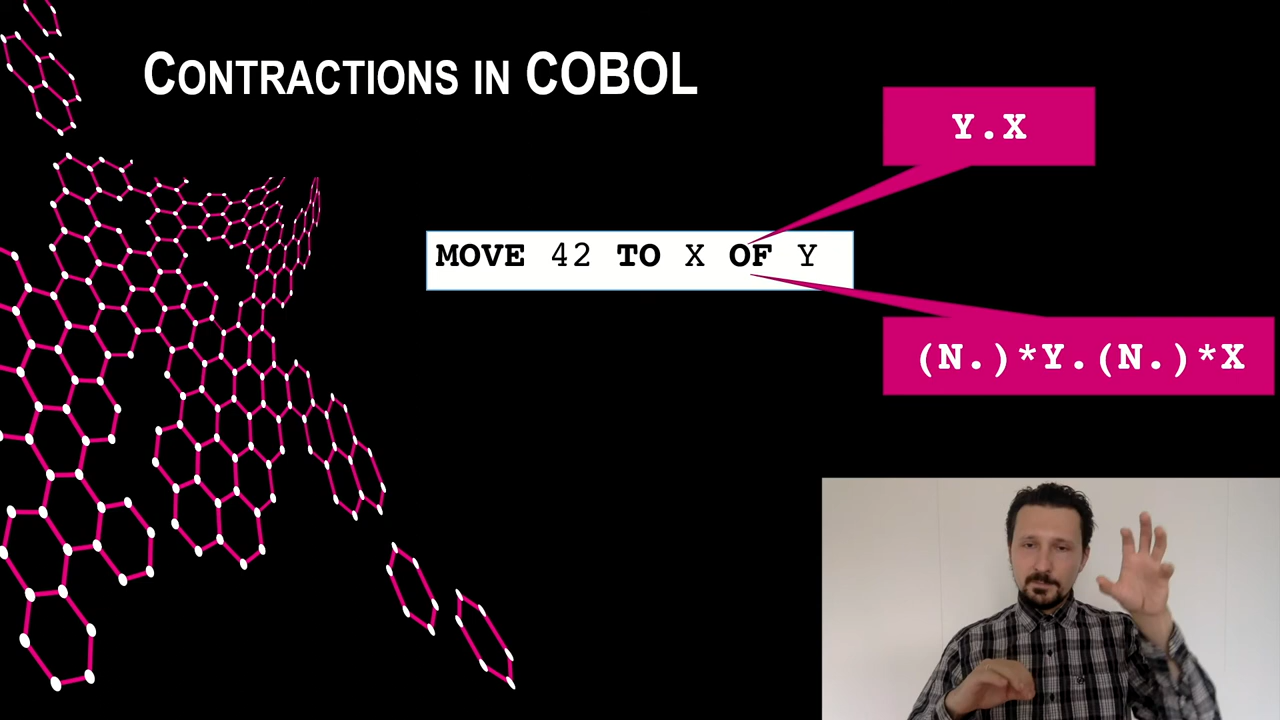 CONTRACTIONS IN COBOL
Y.X
MOVE 42 TO X OF Y
(N.)*Y.(N.)*X